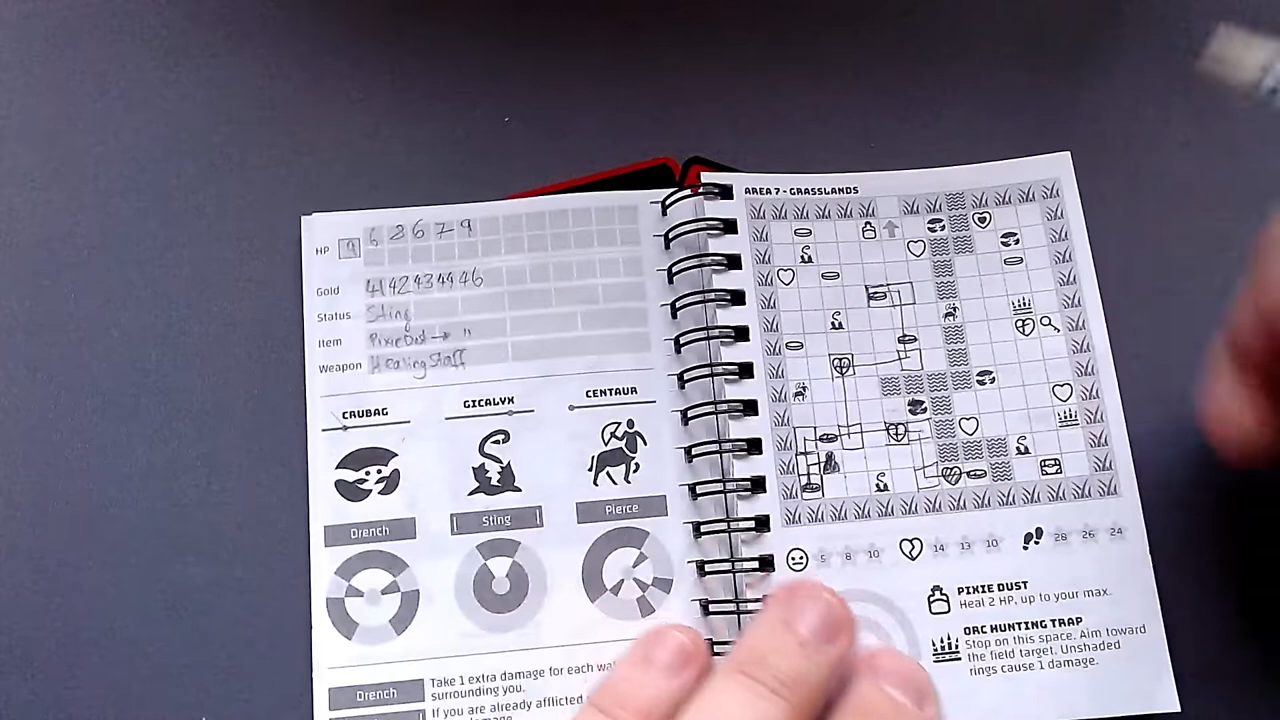 HP 9 6 8 6 7 9
Gold 41 42 43 44 46
Status Sting
Item Pixie Dust → "
Weapon Healing Staff
CRUBAG
GICALYX
CENTAUR
Drench
Sting
Pierce
Drench
Take 1 extra damage for each
surrounding you.
If you are already afflicted
AREA 7 - GRASSLANDS
5 8 10 14 13 10 28 26 24
PIXIE DUST
Heal 2 HP, up to your max.
ORC HUNTING TRAP
Stop on this space. Aim toward
the field target. Unshaded
rings cause 1 damage.